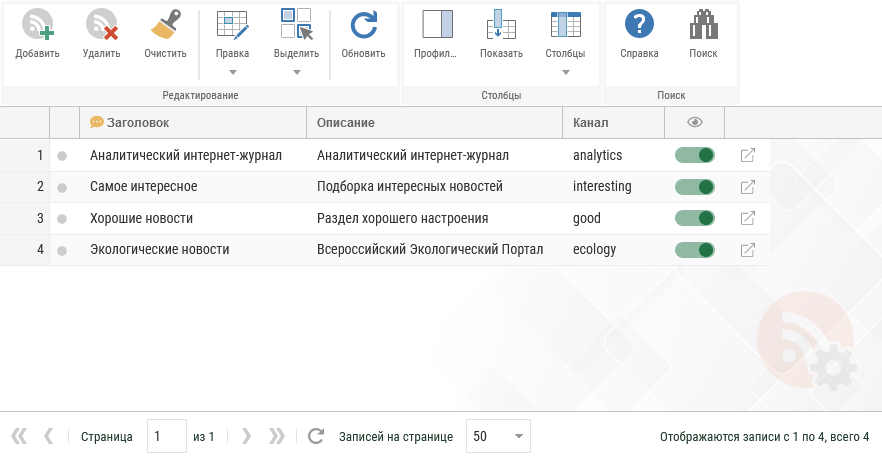 Добавить Удалить Очистить Правка Выделить Обновить Профил... Показать Столбцы Справка Поиск
Редактирование Столбцы Поиск
Заголовок Описание Канал
1 Аналитический интернет-журнал Аналитический интернет-журнал analytics
2 Самое интересное Подборка интересных новостей interesting
3 Хорошие новости Раздел хорошего настроения good
4 Экологические новости Всероссийский Экологический Портал ecology
Страница 1 из 1 Записей на странице 50 Отображаются записи с 1 по 4, всего 4